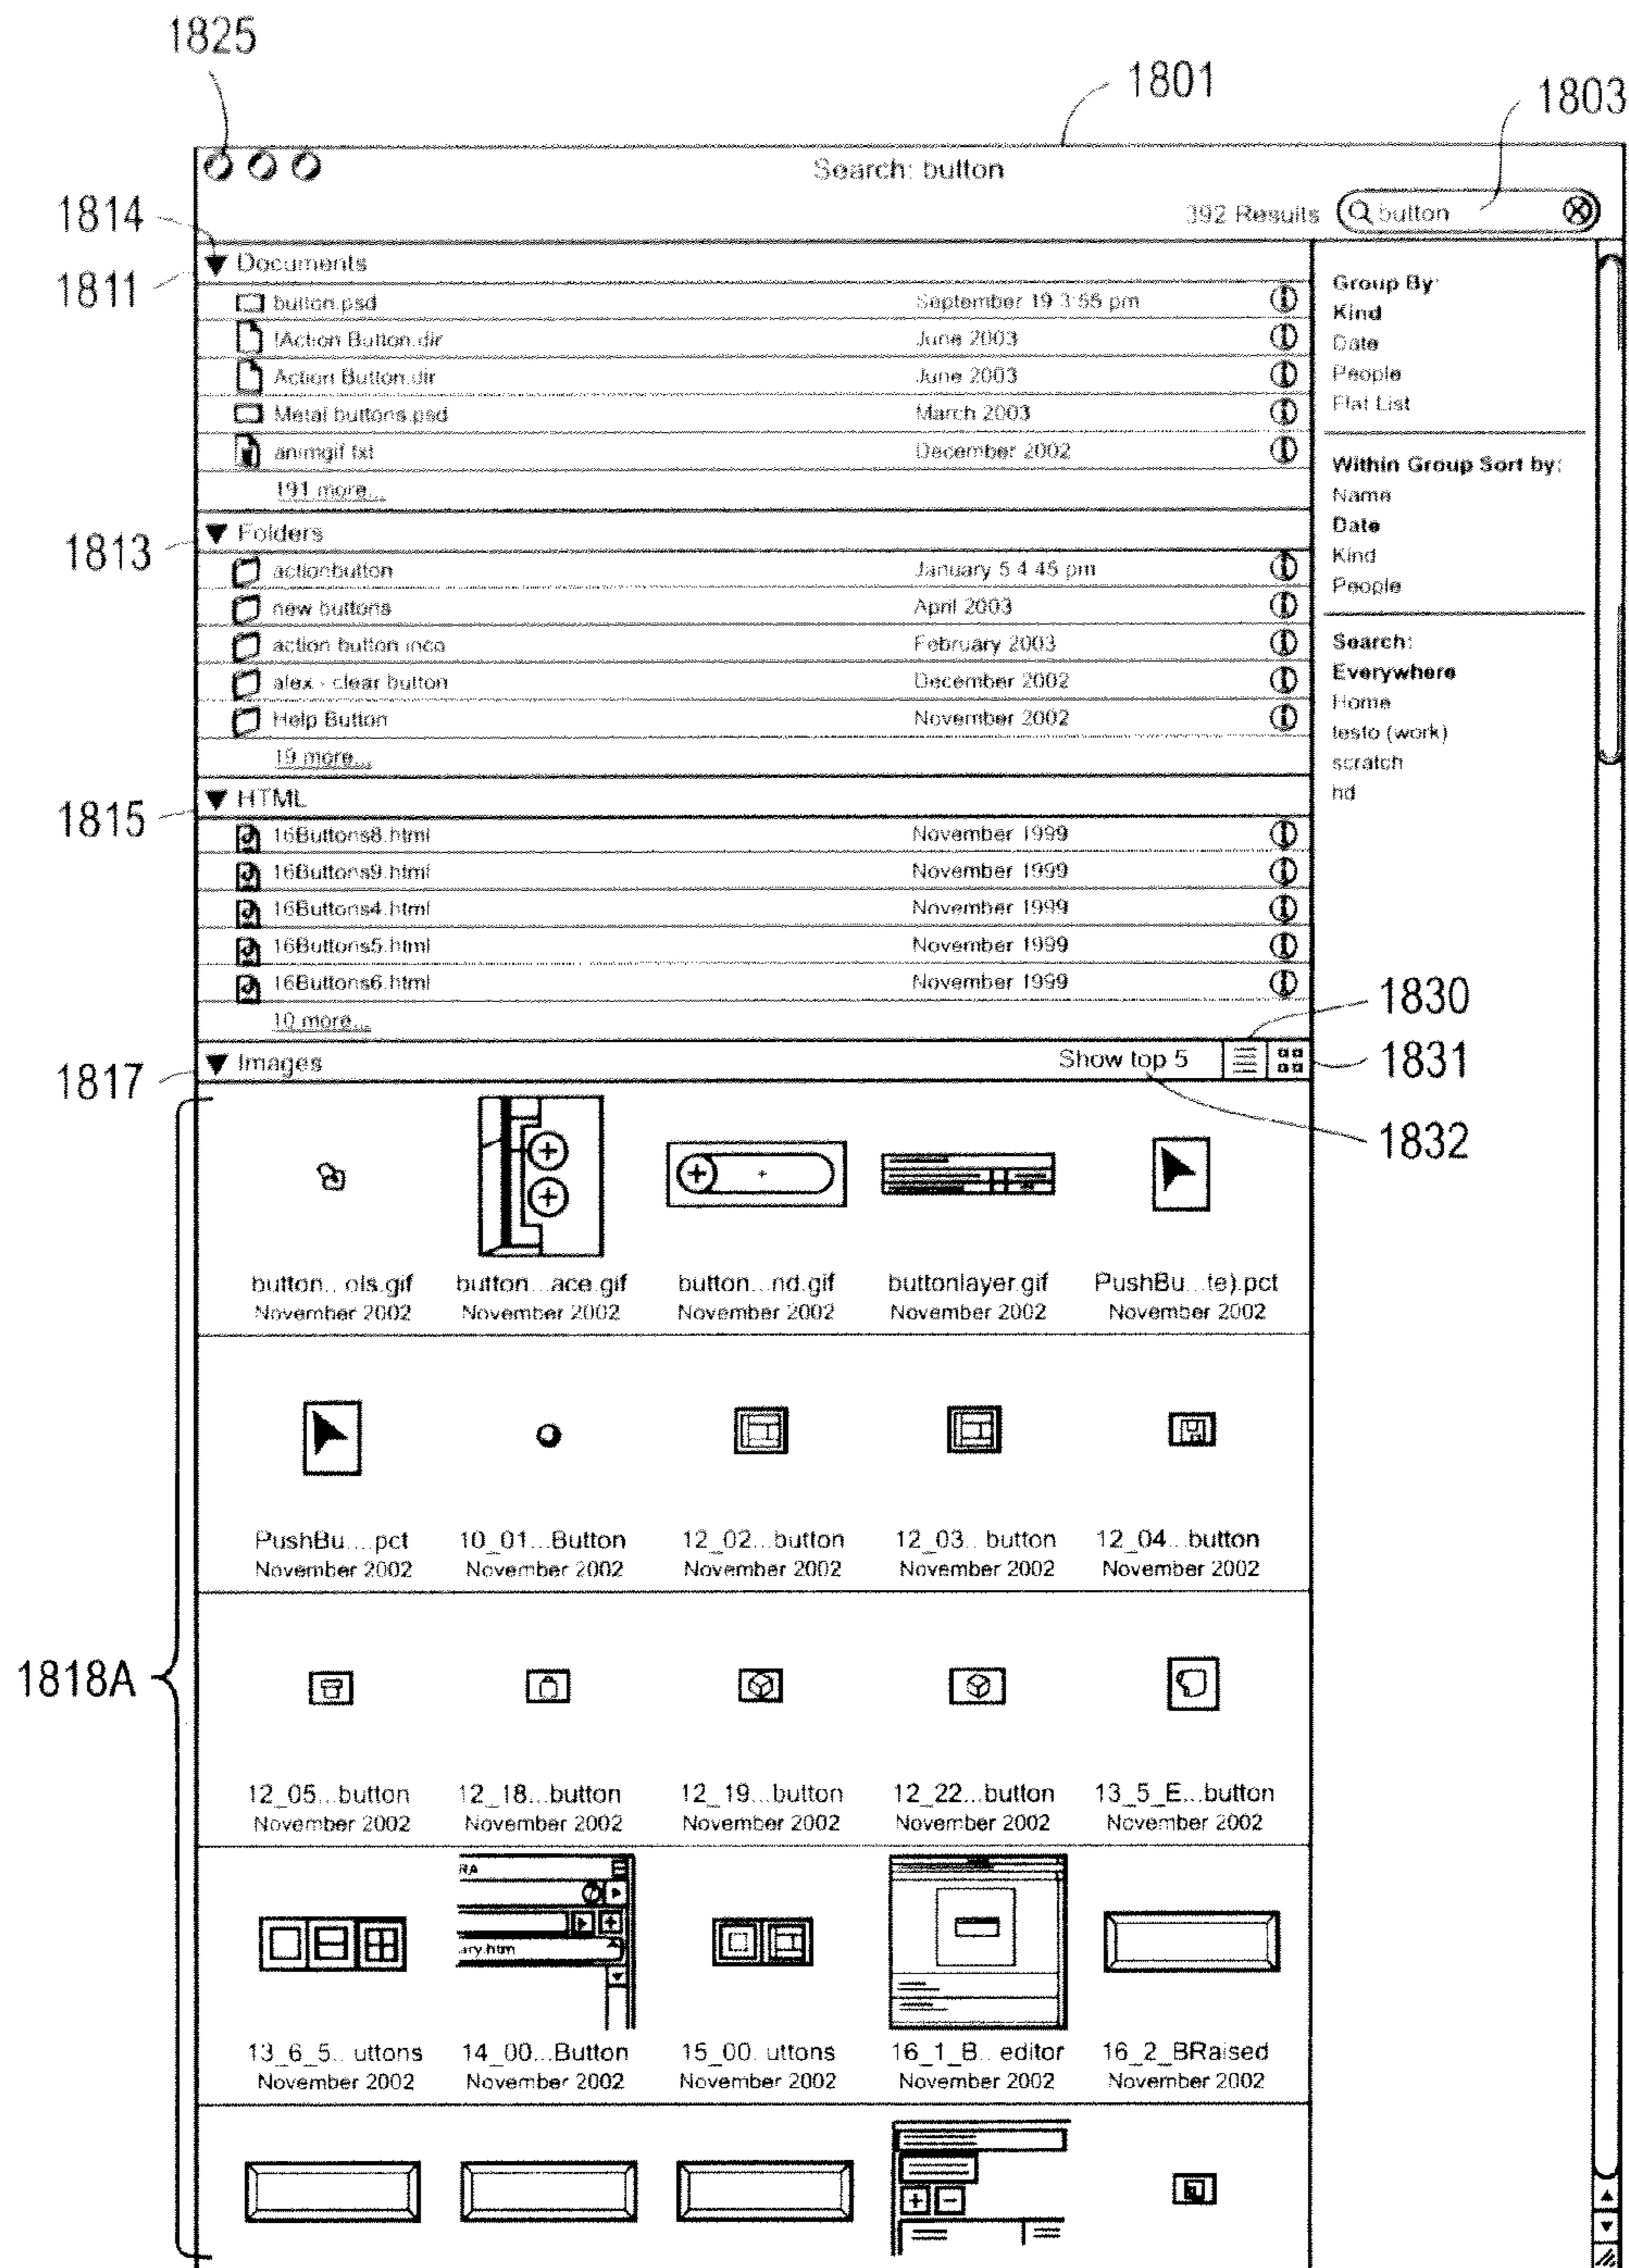 1825
1801
1803
Search: button
392 Results button
1814
1811
Documents
button.psd September 19 3:55 pm
!Action Button.dir June 2003
Action Button.dir June 2003
Metal buttons.psd March 2003
animgif.txt December 2002
191 more...
Group By:
Kind
Date
People
Flat List
Within Group Sort by:
Name
Date
Kind
People
Search:
Everywhere
Home
testo (work)
scratch
hd
1813
Folders
actionbutton January 5 4:45 pm
new buttons April 2003
action button inco February 2003
alex - clear button December 2002
Help Button November 2002
19 more...
1815
HTML
16Buttons8.html November 1999
16Buttons9.html November 1999
16Buttons4.html November 1999
16Buttons5.html November 1999
16Buttons6.html November 1999
10 more...
1830
1817
Images Show top 5
1831
1832
button...ols.gif button...ace.gif button...nd.gif buttonlayer.gif PushBu...te).pct
November 2002 November 2002 November 2002 November 2002 November 2002
PushBu....pct 10_01...Button 12_02...button 12_03...button 12_04...button
November 2002 November 2002 November 2002 November 2002 November 2002
1818A
12_05...button 12_18...button 12_19...button 12_22...button 13_5_E...button
November 2002 November 2002 November 2002 November 2002 November 2002
RA
ary.htm
13_6_5...uttons 14_00...Button 15_00...uttons 16_1_B...editor 16_2_BRaised
November 2002 November 2002 November 2002 November 2002 November 2002